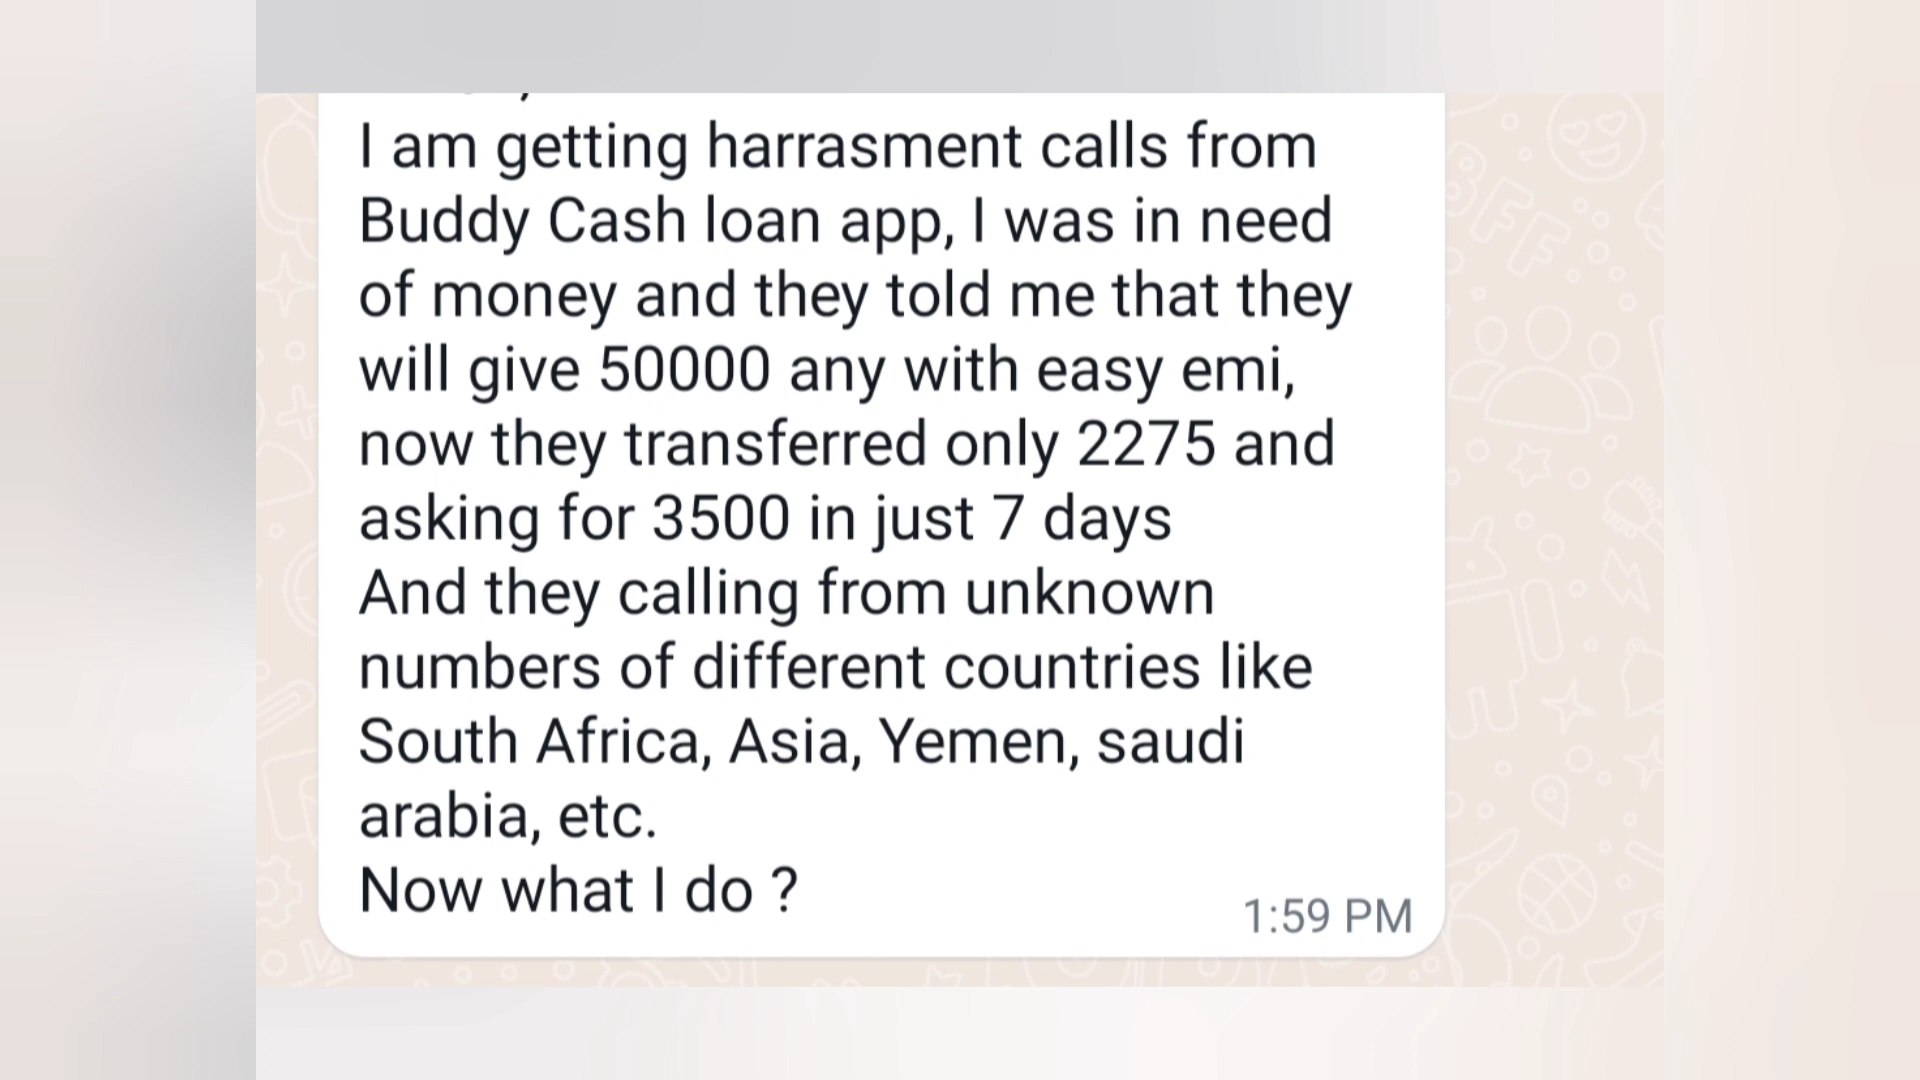 I am getting harrasment calls from
Buddy Cash loan app, I was in need
of money and they told me that they
will give 50000 any with easy emi,
now they transferred only 2275 and
asking for 3500 in just 7 days
And they calling from unknown
numbers of different countries like
South Africa, Asia, Yemen, saudi
arabia, etc.
Now what I do ?
1:59 PM